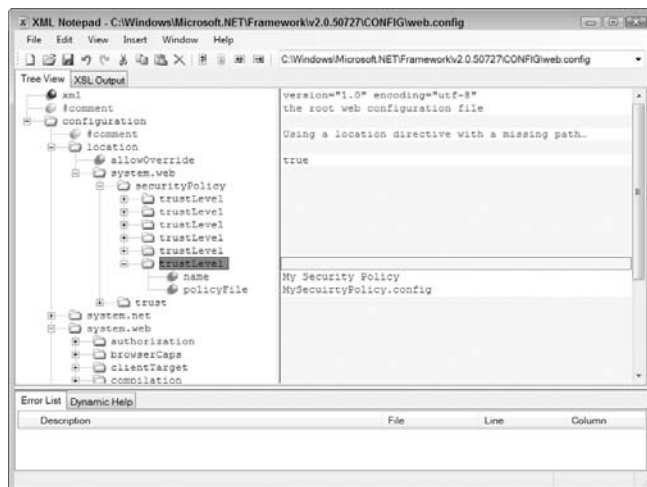 XML Notepad - C:\Windows\Microsoft.NET\Framework\v2.0.50727\CONFIG\web.config
File Edit View Insert Window Help
C:\Windows\Microsoft.NET\Framework\v2.0.50727\CONFIG\web.config
Tree View XSL Output
xml version="1.0" encoding="utf-8"
#comment the root web configuration file
configuration
#comment Using a location directive with a missing path…
location
allowOverride true
system.web
securityPolicy
trustLevel
trustLevel
trustLevel
trustLevel
trustLevel
trustLevel
name My Security Policy
policyFile MySecuirtyPolicy.config
trust
system.net
system.web
authorization
browserCaps
clientTarget
compilation
Error List Dynamic Help
Description File Line Column